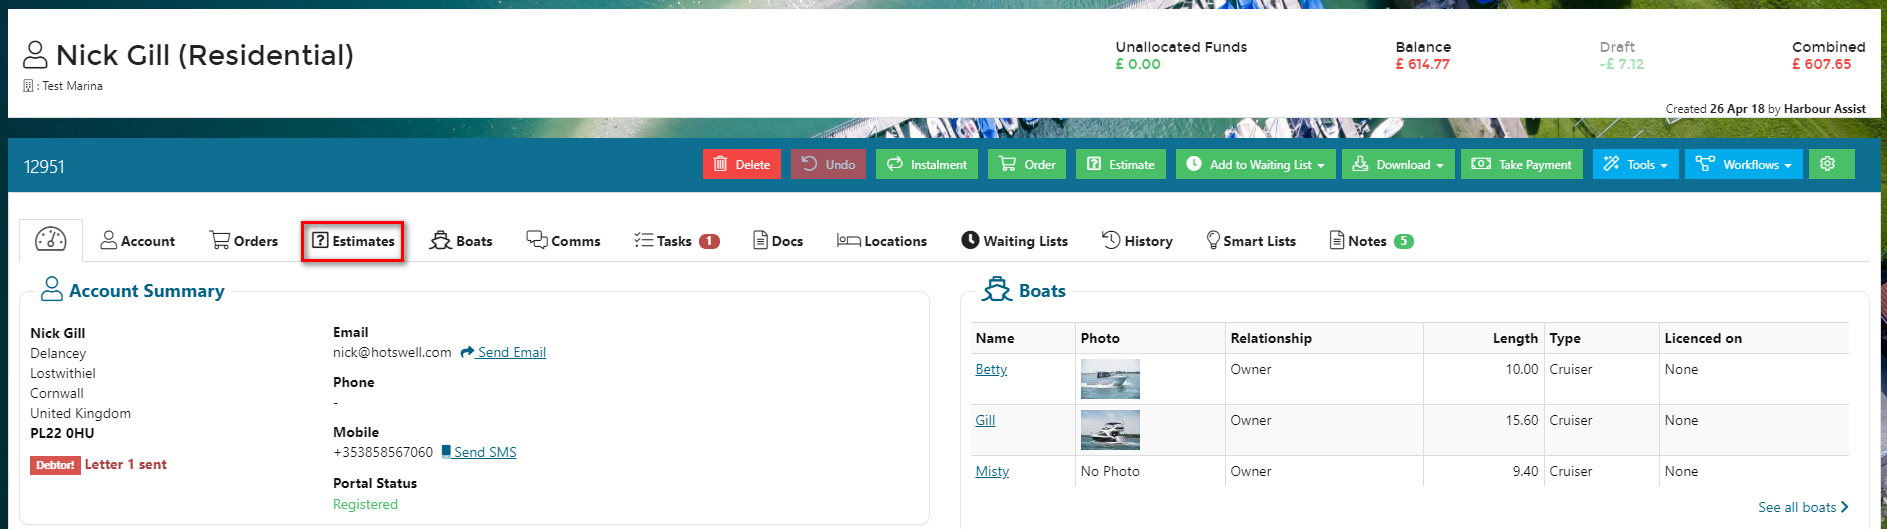 Nick Gill (Residential)
: Test Marina
Unallocated Funds
£ 0.00
Balance
£ 614.77
Draft
-£ 7.12
Combined
£ 607.65
Created 26 Apr 18 by Harbour Assist
12951
Delete
Undo
Instalment
Order
Estimate
Add to Waiting List
Download
Take Payment
Tools
Workflows
Account
Orders
Estimates
Boats
Comms
Tasks 1
Docs
Locations
Waiting Lists
History
Smart Lists
Notes 5
Account Summary
Nick Gill
Delancey
Lostwithiel
Cornwall
United Kingdom
PL22 0HU
Debtor! Letter 1 sent
Email
nick@hotswell.com Send Email
Phone
-
Mobile
+353858567060 Send SMS
Portal Status
Registered
Boats
Name Photo Relationship Length Type Licenced on
Betty Owner 10.00 Cruiser None
Gill Owner 15.60 Cruiser None
Misty No Photo Owner 9.40 Cruiser None
See all boats